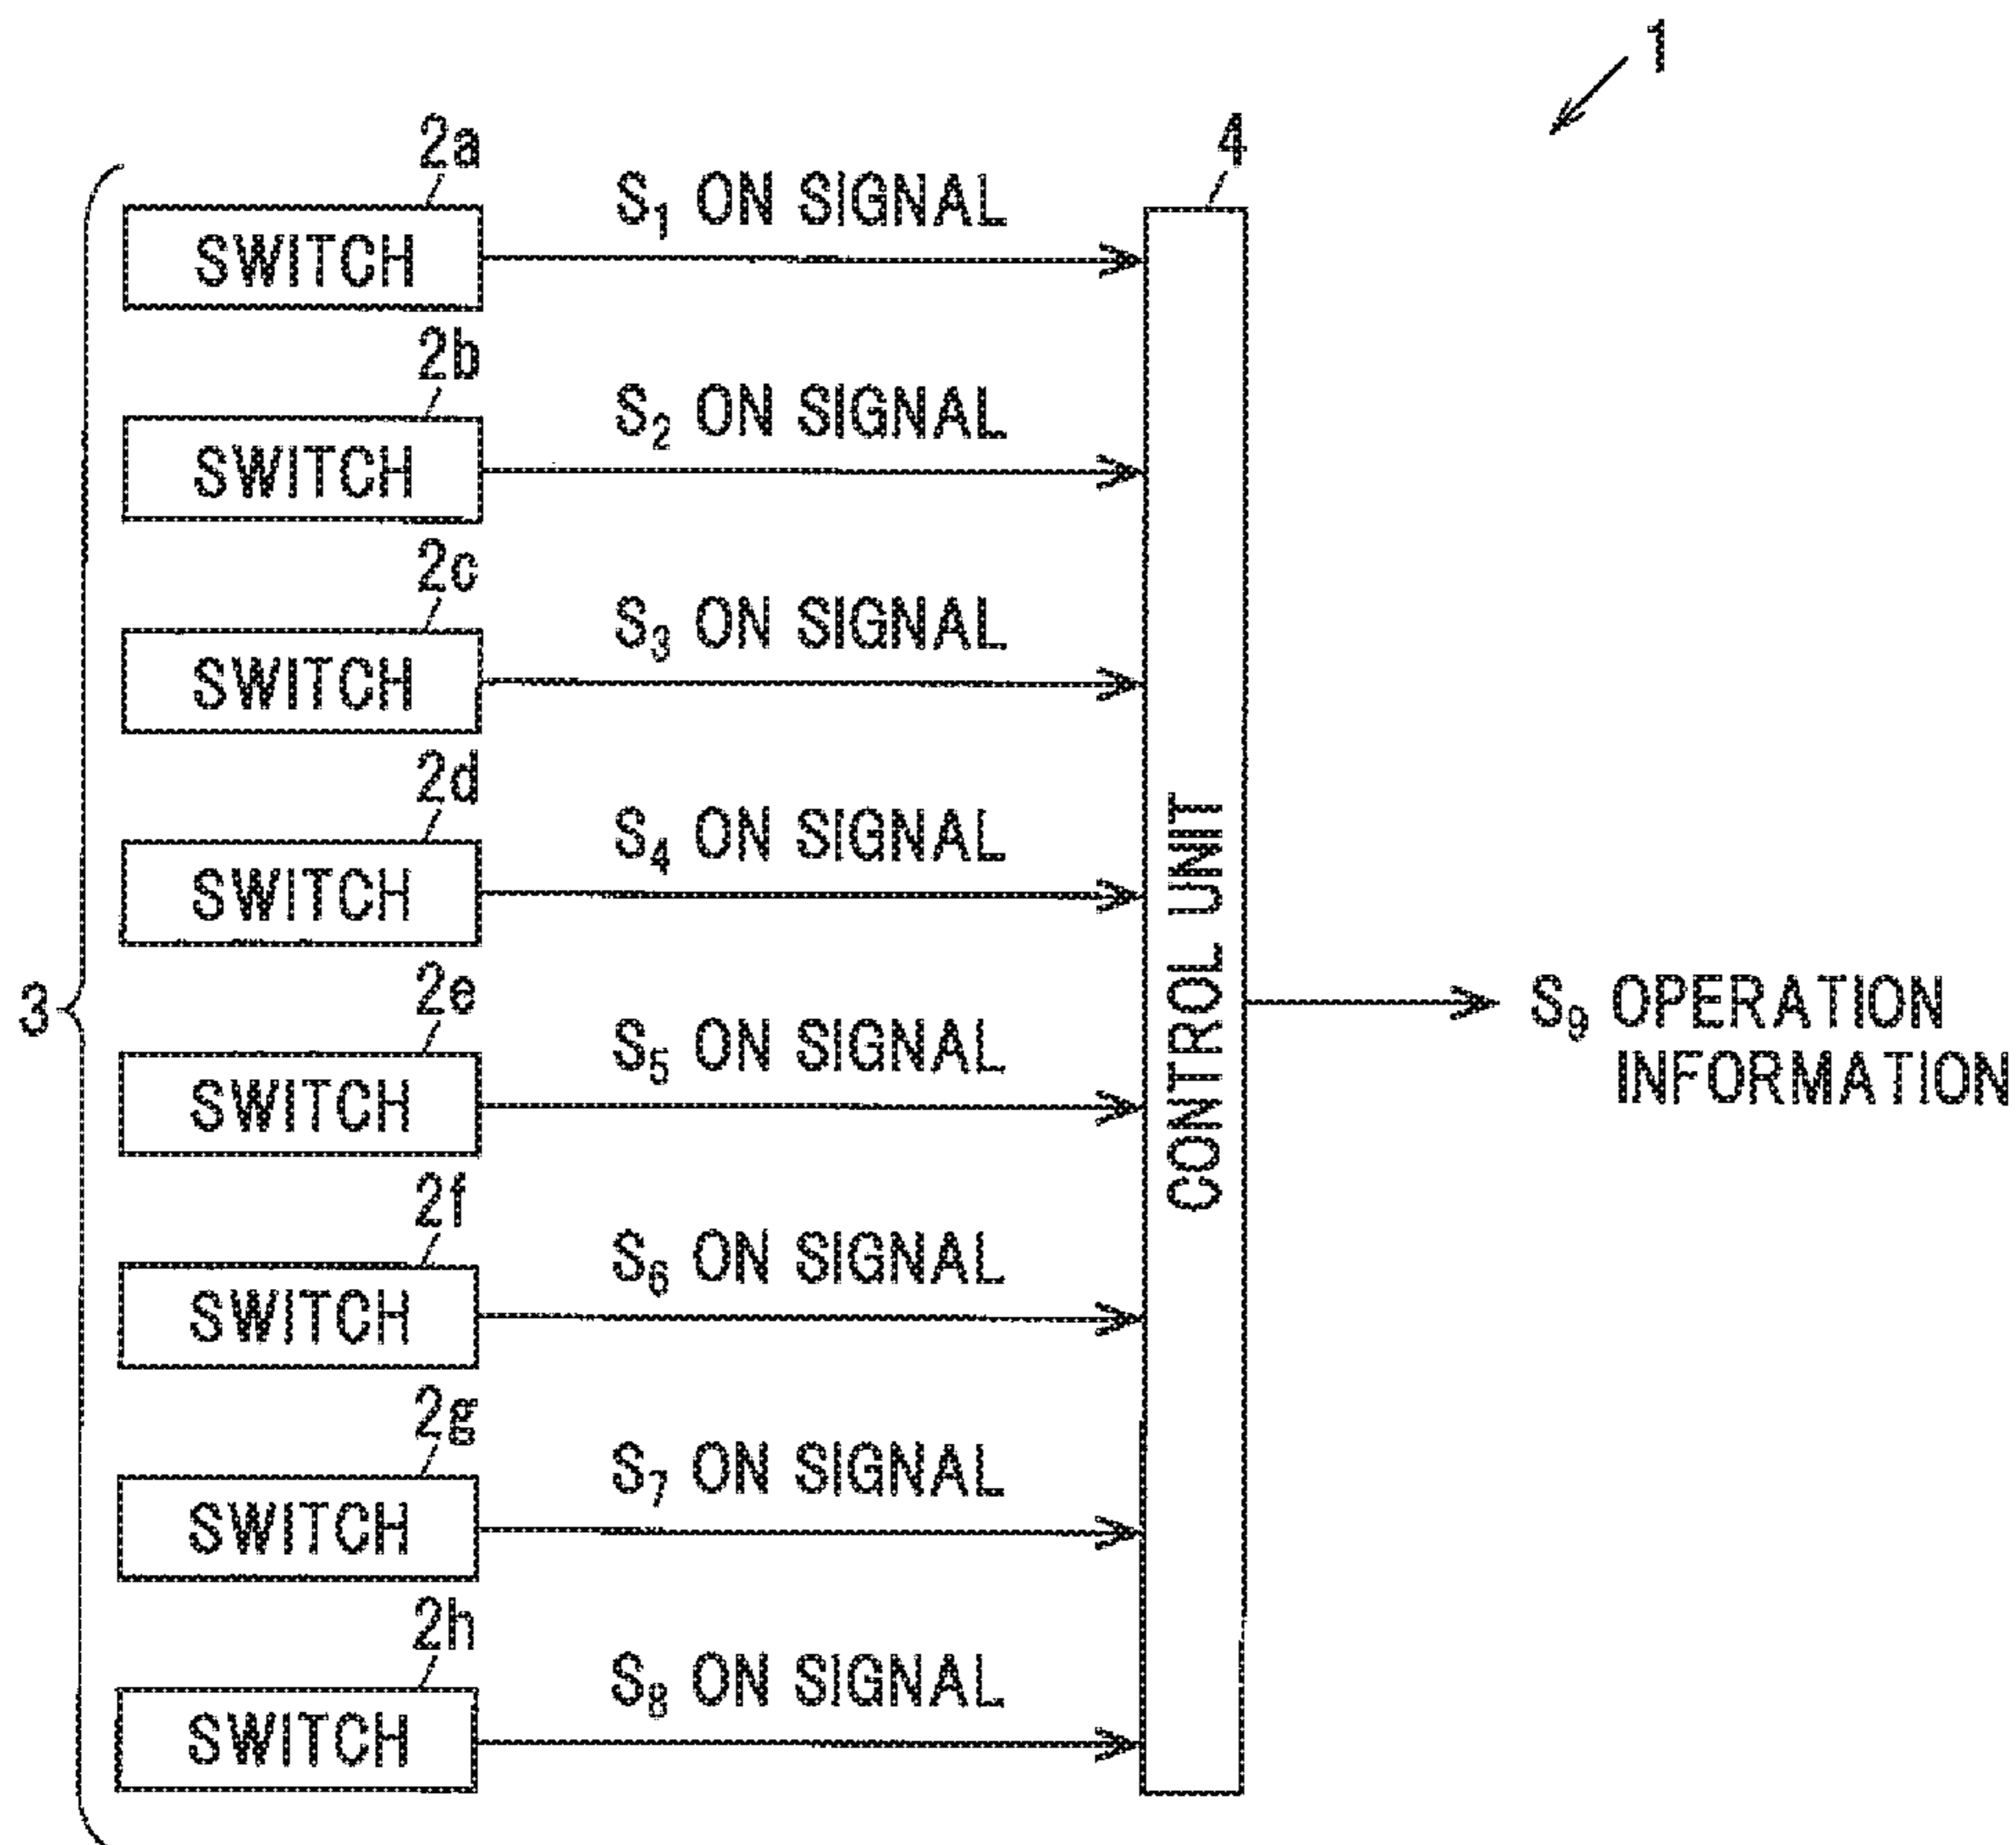 1
2a
4
S₁ ON SIGNAL
SWITCH
2b
S₂ ON SIGNAL
SWITCH
2c
S₃ ON SIGNAL
SWITCH
2d
S₄ ON SIGNAL
SWITCH
CONTROL UNIT
3
2e
S₅ ON SIGNAL
SWITCH
S₉ OPERATION
INFORMATION
2f
S₆ ON SIGNAL
SWITCH
2g
S₇ ON SIGNAL
SWITCH
2h
S₈ ON SIGNAL
SWITCH